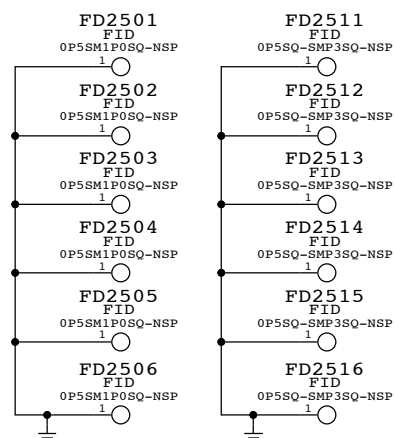 FD2501
FID
0P5SM1P0SQ-NSP
1
FD2502
FID
0P5SM1P0SQ-NSP
1
FD2503
FID
0P5SM1P0SQ-NSP
1
FD2504
FID
0P5SM1P0SQ-NSP
1
FD2505
FID
0P5SM1P0SQ-NSP
1
FD2506
FID
0P5SM1P0SQ-NSP
1
FD2511
FID
0P5SQ-SMP3SQ-NSP
1
FD2512
FID
0P5SQ-SMP3SQ-NSP
1
FD2513
FID
0P5SQ-SMP3SQ-NSP
1
FD2514
FID
0P5SQ-SMP3SQ-NSP
1
FD2515
FID
0P5SQ-SMP3SQ-NSP
1
FD2516
FID
0P5SQ-SMP3SQ-NSP
1